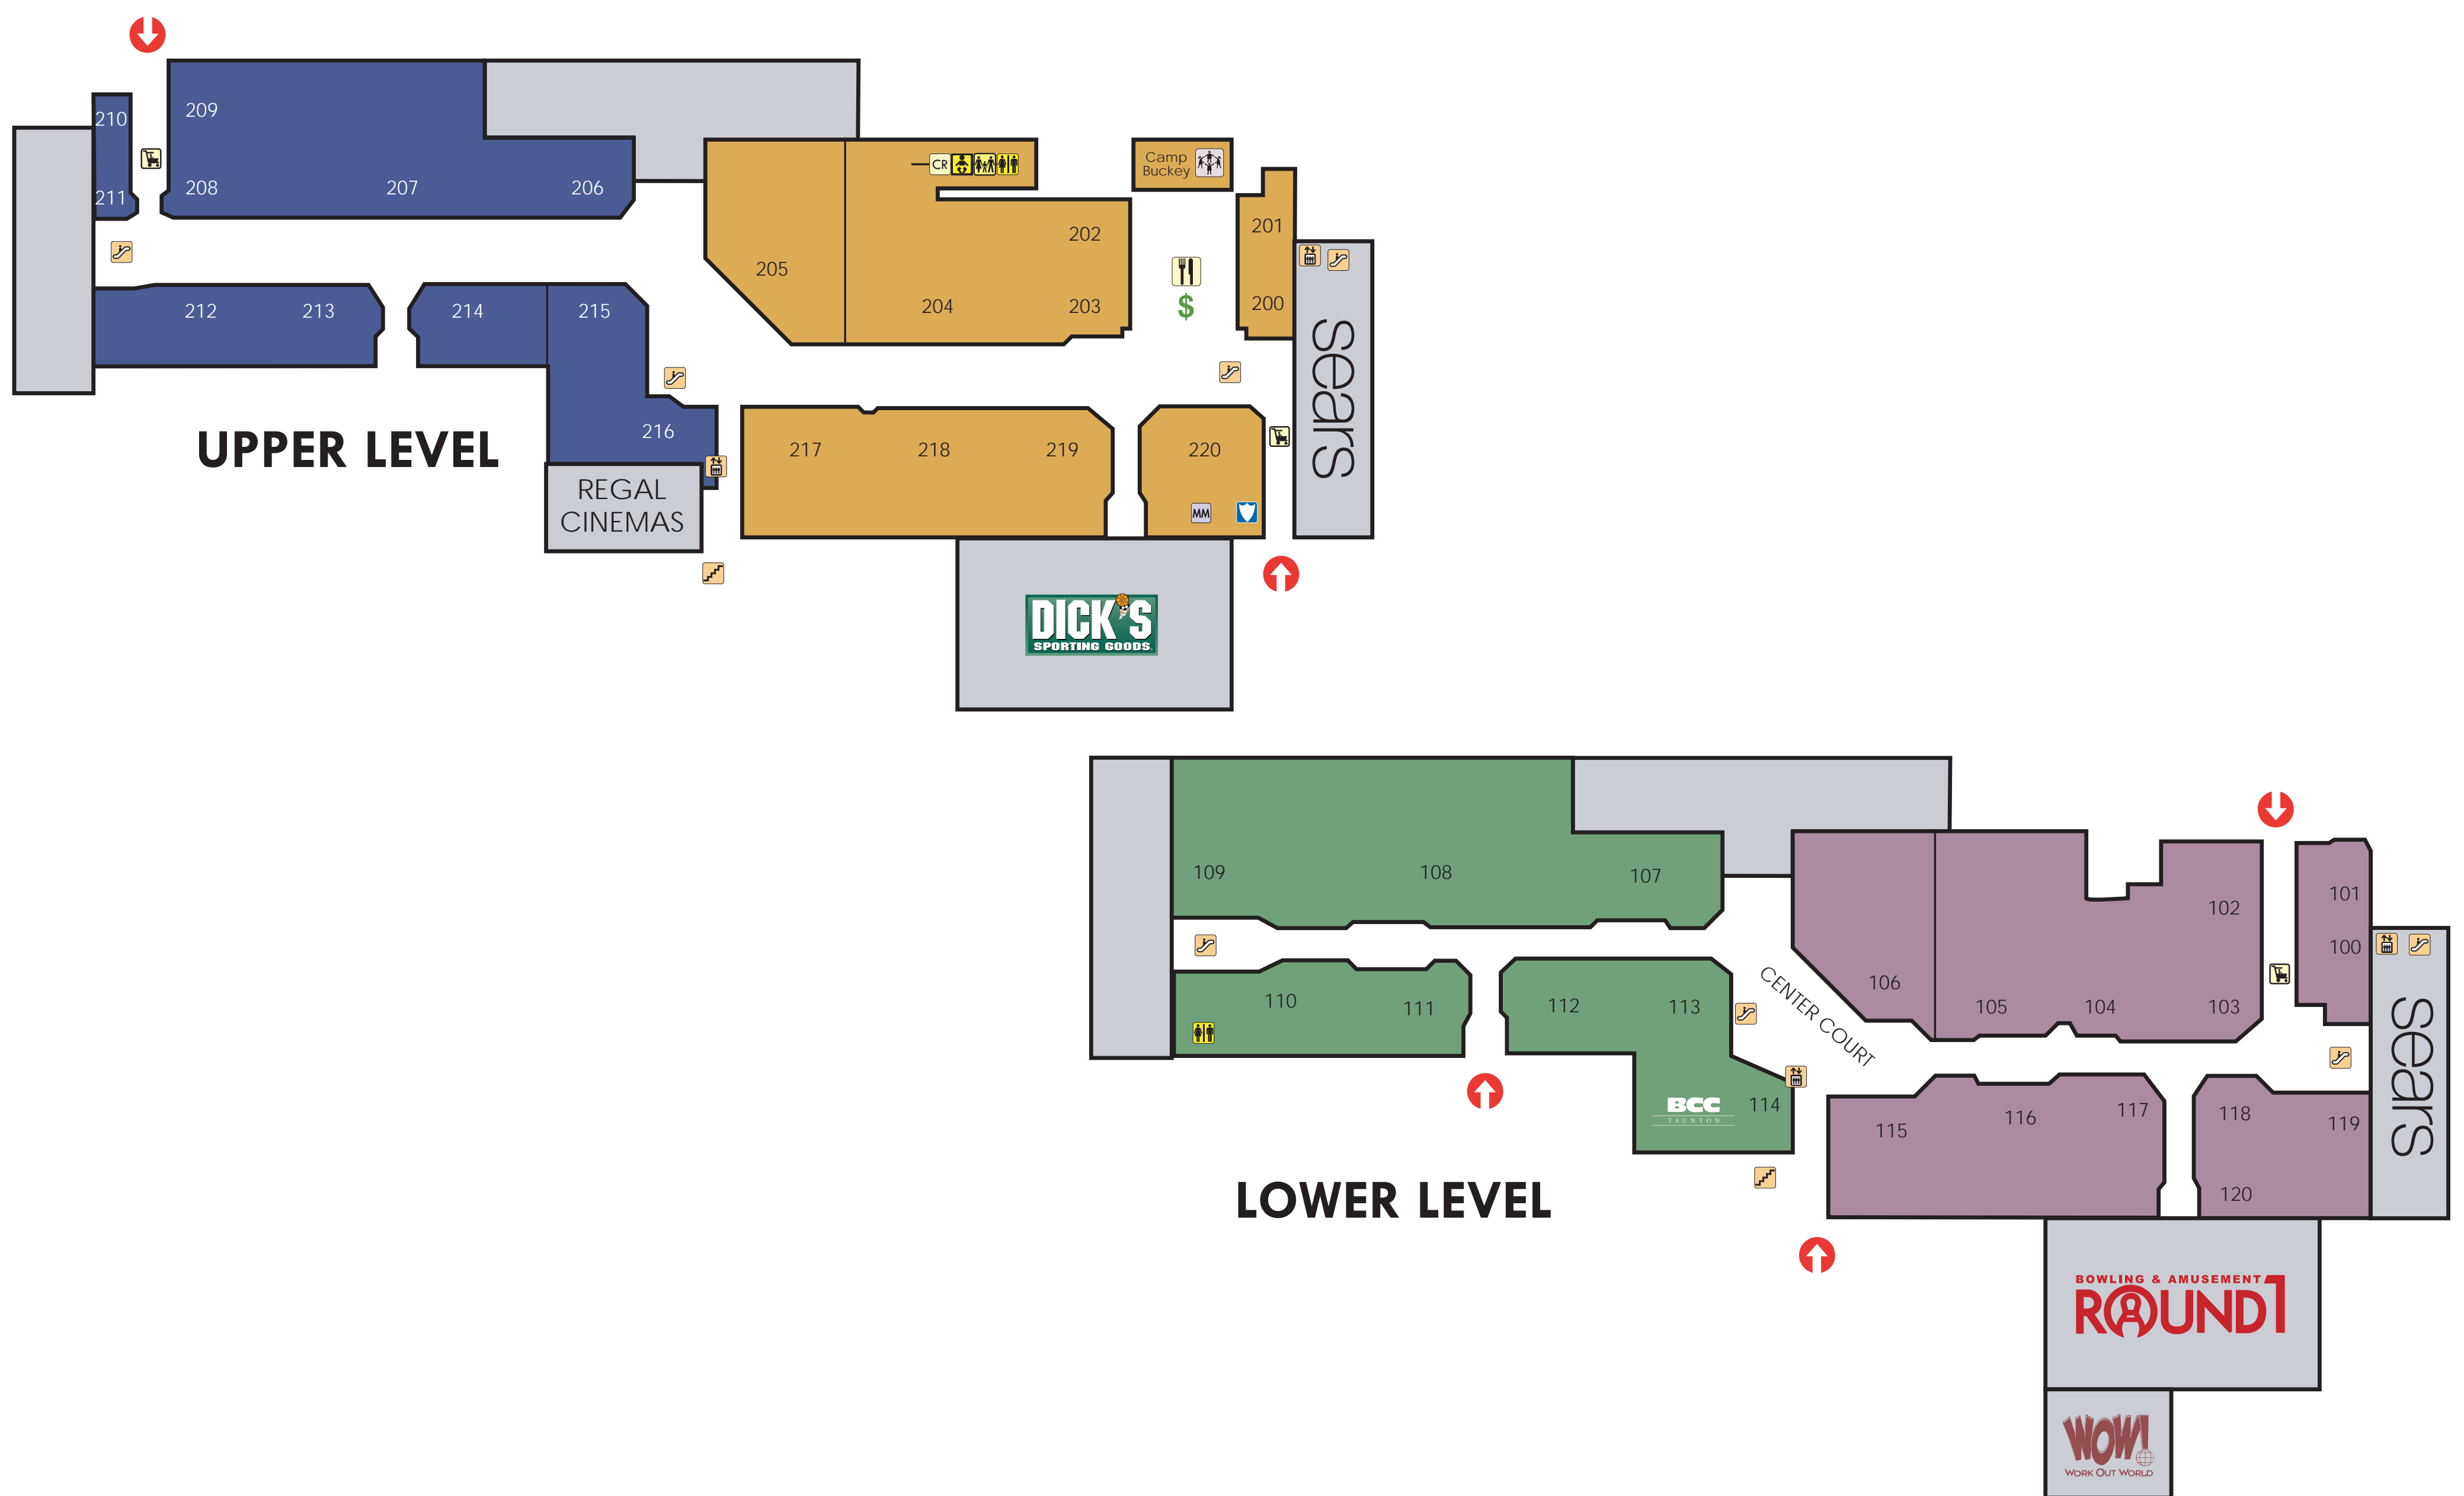 209
210
CR
Camp
Buckey
211
208
207
206
201
202
205
204
203
200
$
212
213
214
215
sears
216
217
218
219
220
UPPER LEVEL
REGAL
CINEMAS
MM
DICK'S
SPORTING GOODS
109
108
107
101
102
100
106
105
104
103
110
111
112
113
CENTER COURT
sears
BCC
TAUNTON
114
115
116
117
118
119
120
LOWER LEVEL
BOWLING & AMUSEMENT
ROUND1
WOW!
WORK OUT WORLD